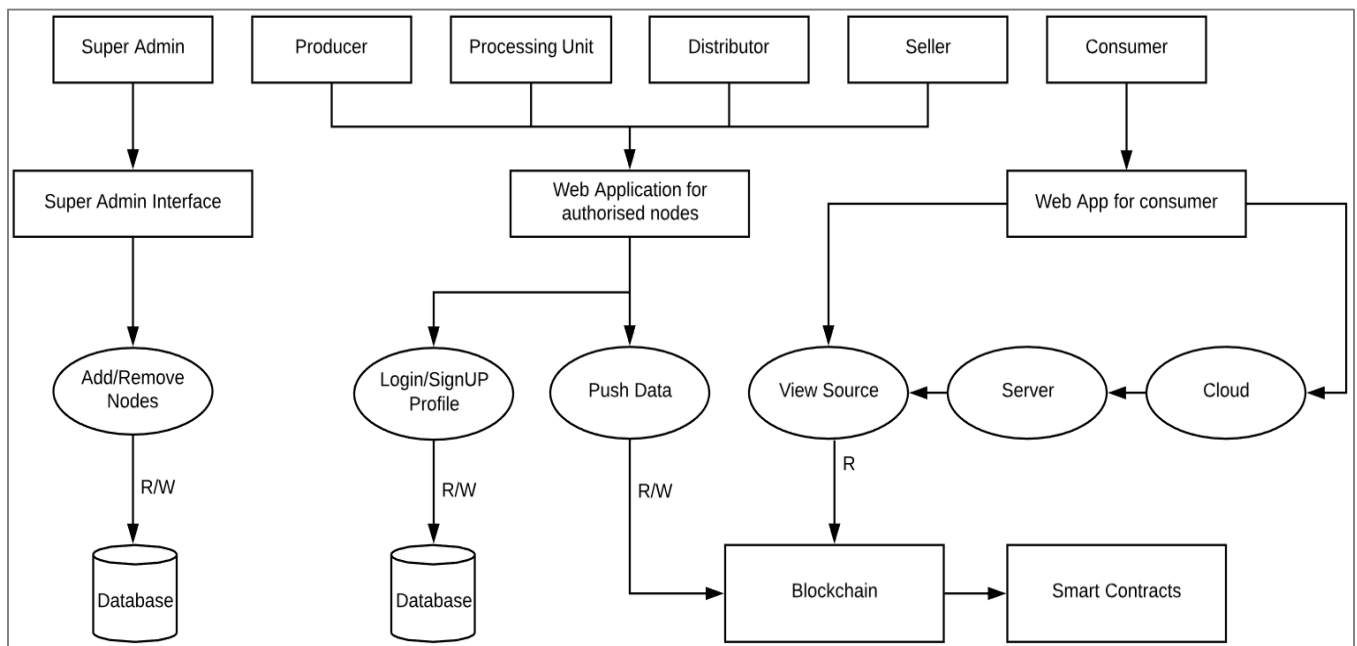 Super Admin
Producer
Processing Unit
Distributor
Seller
Consumer
Super Admin Interface
Web Application for
authorised nodes
Web App for consumer
Add/Remove
Nodes
Login/SignUP
Profile
Push Data
View Source
Server
Cloud
R/W
R/W
R/W
R
Database
Database
Blockchain
Smart Contracts